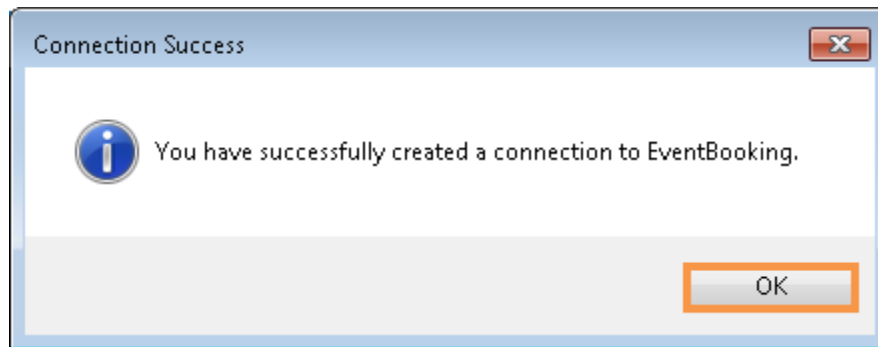 Connection Success
You have successfully created a connection to EventBooking.
OK